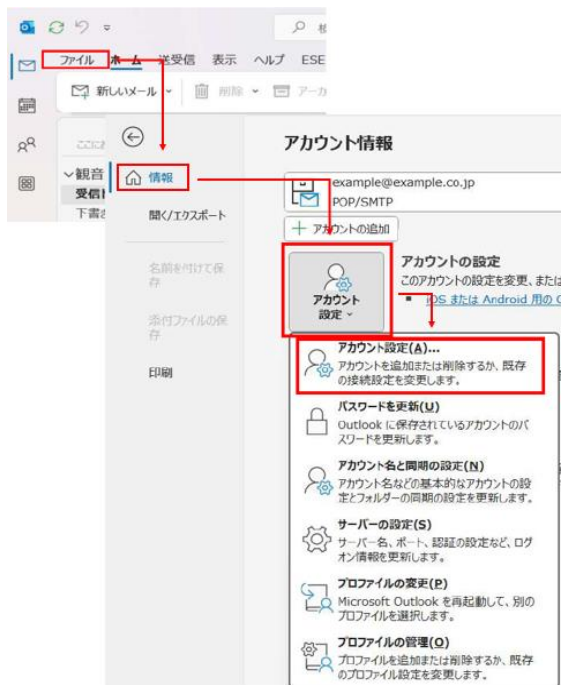 ファイル ホーム 送受信 表示 ヘルプ ESE
新しいメール 削除
情報
観音
受信
下書き
開く/エクスポート
名前を付けて保
存
添付ファイルの保
存
印刷
アカウント情報
example@example.co.jp
POP/SMTP
アカウントの追加
アカウント
設定
アカウントの設定
このアカウントの設定を変更、また
iOS または Android 用の
アカウント設定(A)...
アカウントを追加または削除するか、既存
の接続設定を変更します。
パスワードを更新(U)
Outlook に保存されているアカウントのパ
スワードを更新します。
アカウント名と同期の設定(N)
アカウント名などの基本的なアカウントの設
定とフォルダーの同期の設定を更新します。
サーバーの設定(S)
サーバー名、ポート、認証の設定など、ログ
オン情報を更新します。
プロファイルの変更(P)
Microsoft Outlook を再起動して、別の
プロファイルを選択します。
プロファイルの管理(O)
プロファイルを追加または削除するか、既存
のプロファイル設定を変更します。